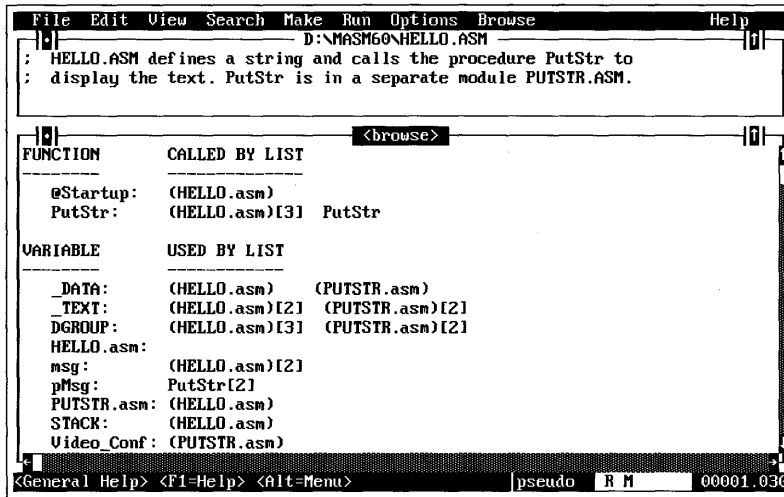 File Edit View Search Make Run Options Browse Help
D:\MASM60\HELLO.ASM
;  HELLO.ASM defines a string and calls the procedure PutStr to
;  display the text. PutStr is in a separate module PUTSTR.ASM.
<browse>
FUNCTION CALLED BY LIST
@Startup: (HELLO.asm)
PutStr: (HELLO.asm)[3] PutStr
VARIABLE USED BY LIST
_DATA: (HELLO.asm) (PUTSTR.asm)
_TEXT: (HELLO.asm)[2] (PUTSTR.asm)[2]
DGROUP: (HELLO.asm)[3] (PUTSTR.asm)[2]
HELLO.asm:
msg: (HELLO.asm)[2]
pMsg: PutStr[2]
PUTSTR.asm: (HELLO.asm)
STACK: (HELLO.asm)
Video_Conf: (PUTSTR.asm)
<General Help> <F1=Help> <Alt=Menu> pseudo R M